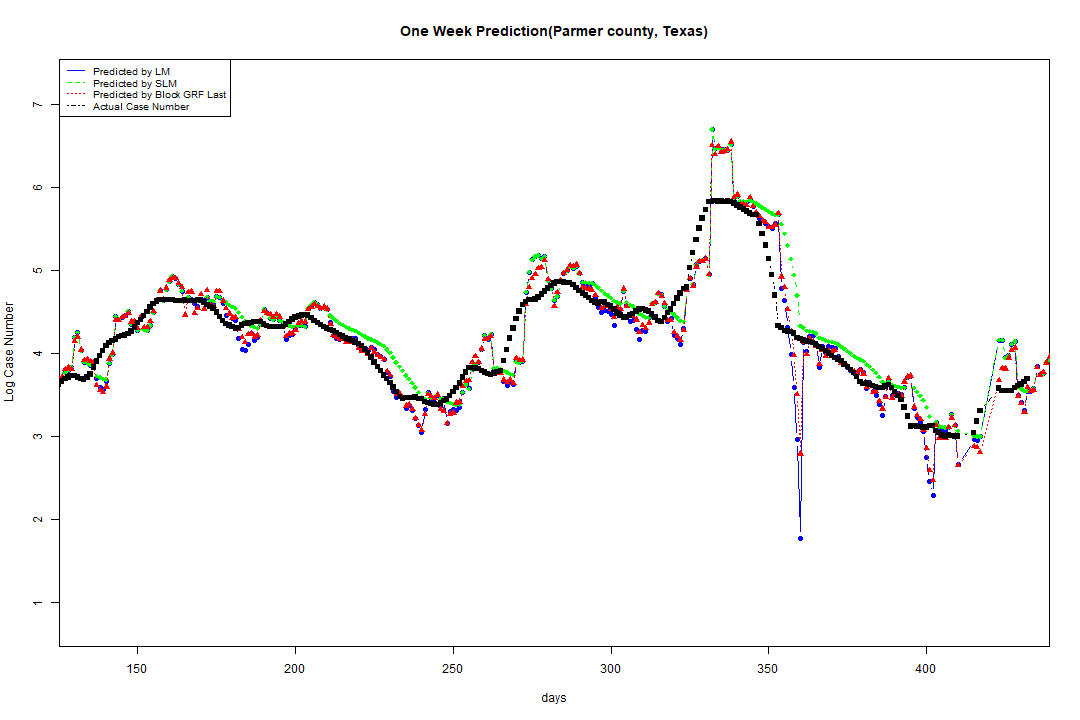 One Week Prediction(Parmer county, Texas)
Predicted by LM
Predicted by SLM
Predicted by Block GRF Last
Actual Case Number
7
6
5
4
3
2
1
Log Case Number
150 200 250 300 350 400
days